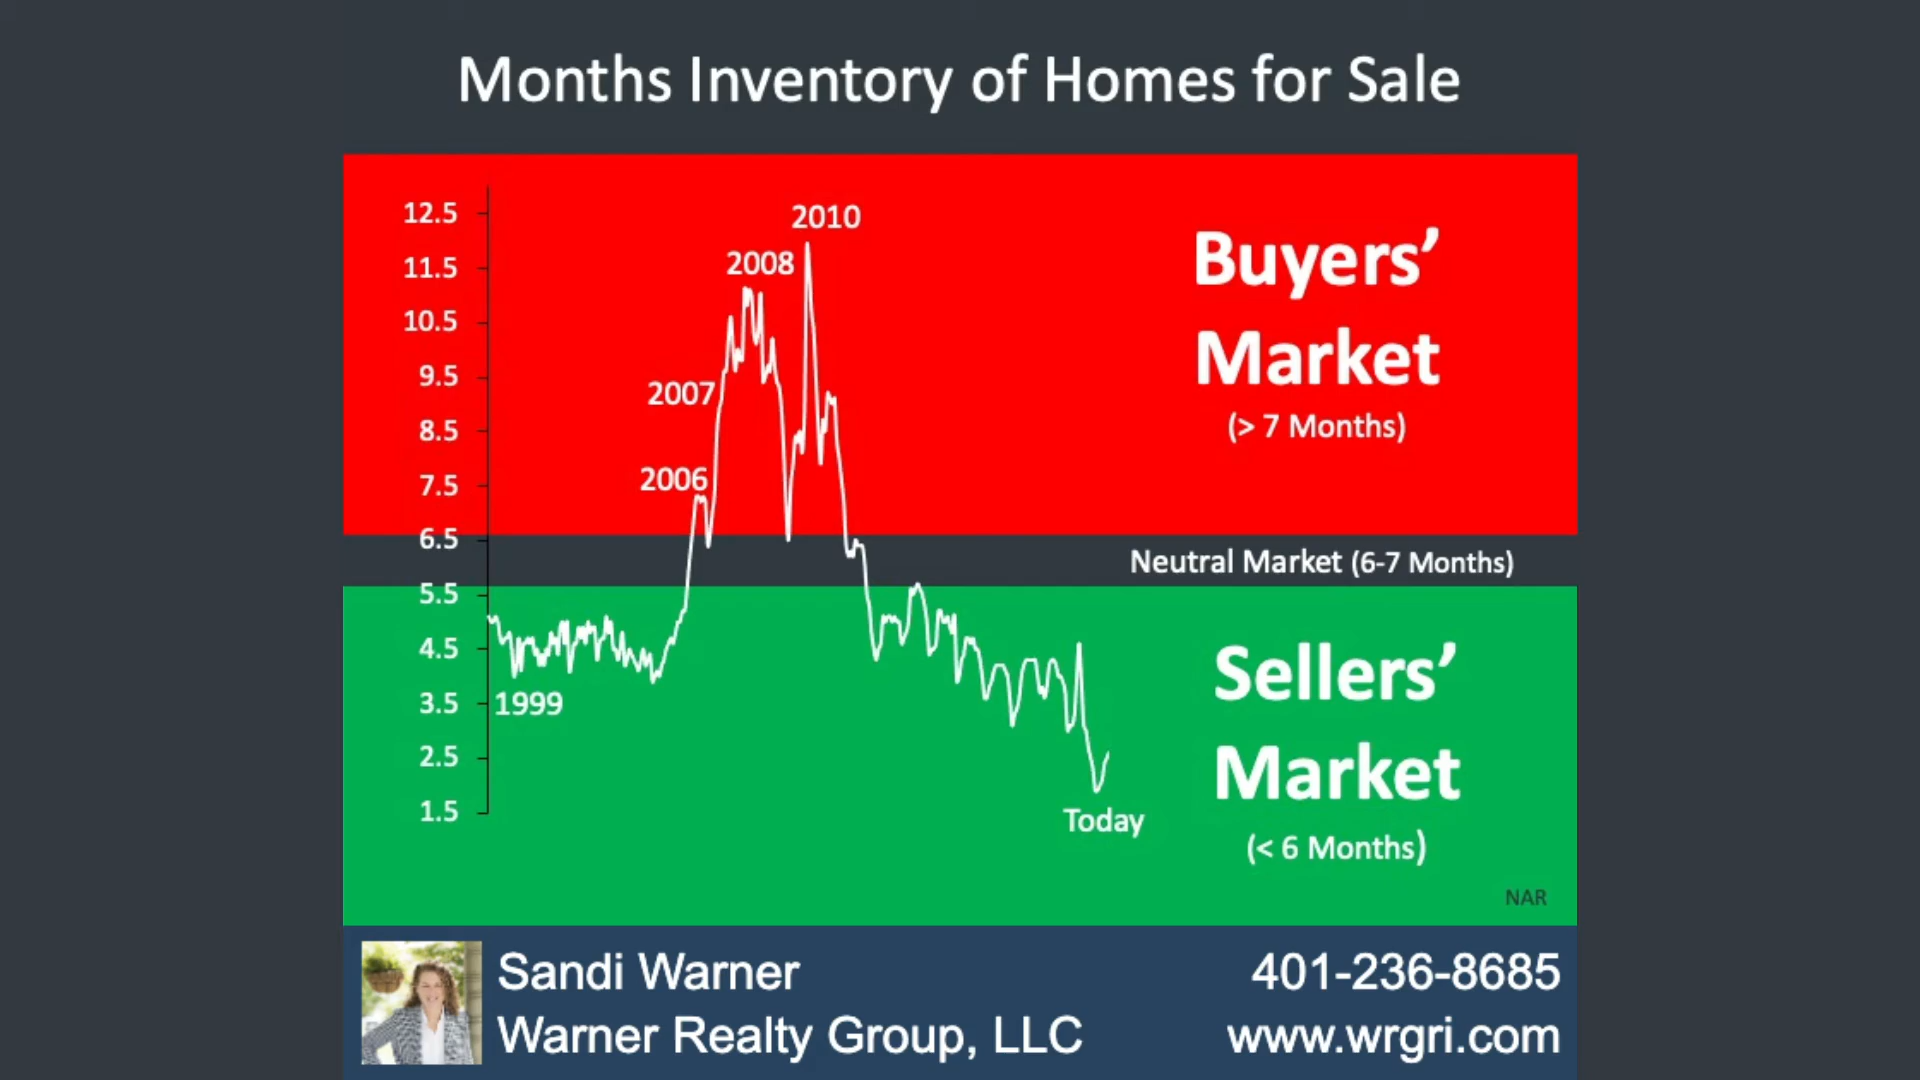 Months Inventory of Homes for Sale
12.5
11.5
10.5
9.5
8.5
7.5
6.5
5.5
4.5
3.5
2.5
1.5
2010
2008
2007
2006
1999
Today
Buyers’
Market
(> 7 Months)
Neutral Market (6-7 Months)
Sellers’
Market
(< 6 Months)
NAR
Sandi Warner
401-236-8685
Warner Realty Group, LLC
www.wrgri.com